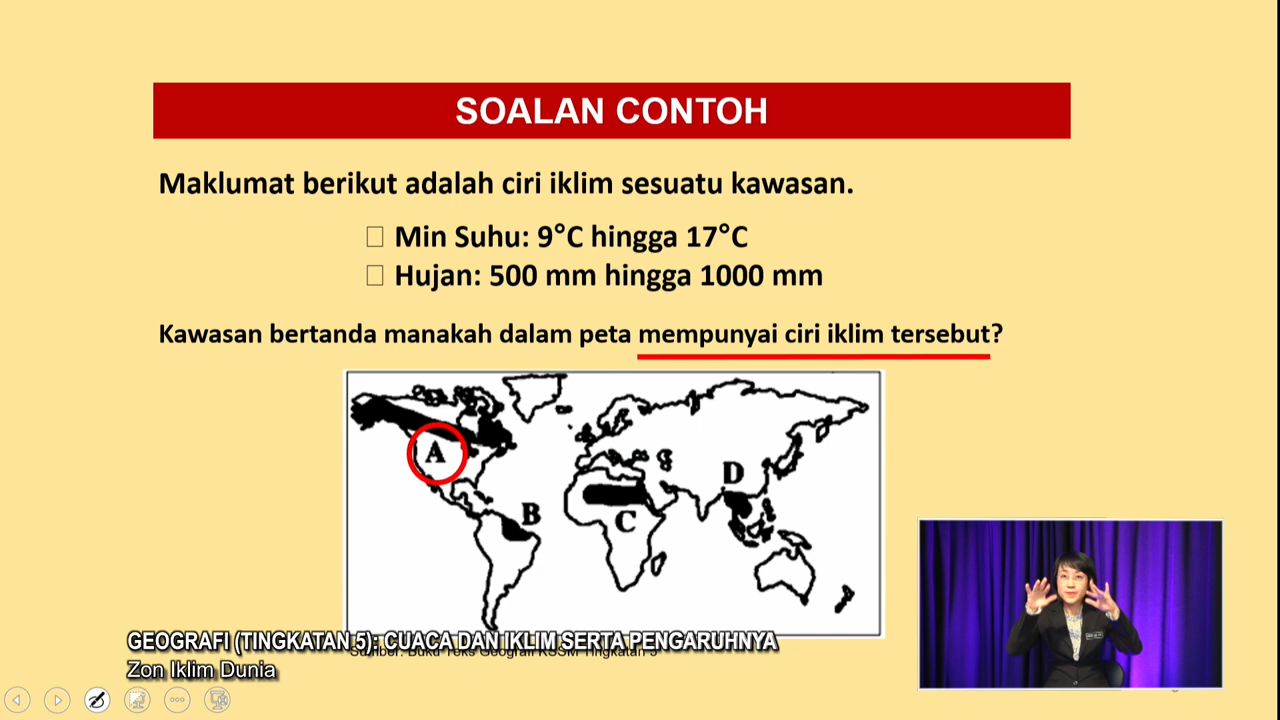 SOALAN CONTOH
Maklumat berikut adalah ciri iklim sesuatu kawasan.
Min Suhu: 9°C hingga 17°C
Hujan: 500 mm hingga 1000 mm
Kawasan bertanda manakah dalam peta mempunyai ciri iklim tersebut?
A
D
B
C
GEOGRAFI (TINGKATAN 5): CUACA DAN IKLIM SERTA PENGARUHNYA
Sumber: Buku Teks Geografi KSSM Tingkatan 5
Zon Iklim Dunia